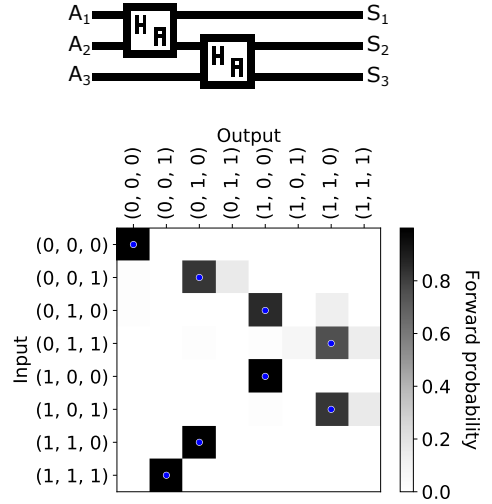 A₁ H A S₁
A₂ H A S₂
A₃ S₃
Output
(0, 0, 0) (0, 0, 1) (0, 1, 0) (0, 1, 1) (1, 0, 0) (1, 0, 1) (1, 1, 0) (1, 1, 1)
Input
(0, 0, 0)
(0, 0, 1)
(0, 1, 0)
(0, 1, 1)
(1, 0, 0)
(1, 0, 1)
(1, 1, 0)
(1, 1, 1)
0.8
0.6
0.4
0.2
0.0
Forward probability